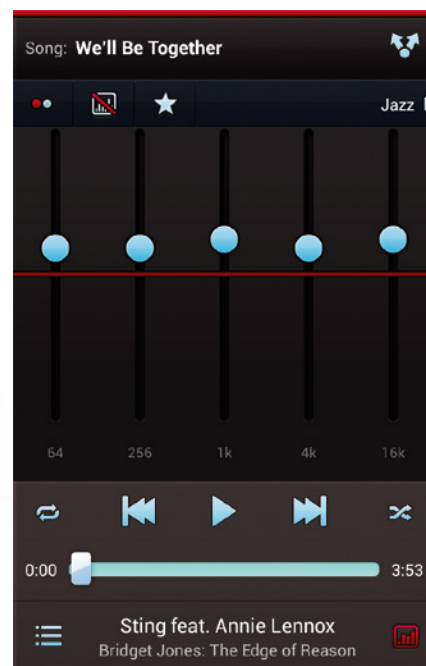 Song: We'll Be Together
Jazz
64 256 1k 4k 16k
0:00 3:53
Sting feat. Annie Lennox
Bridget Jones: The Edge of Reason